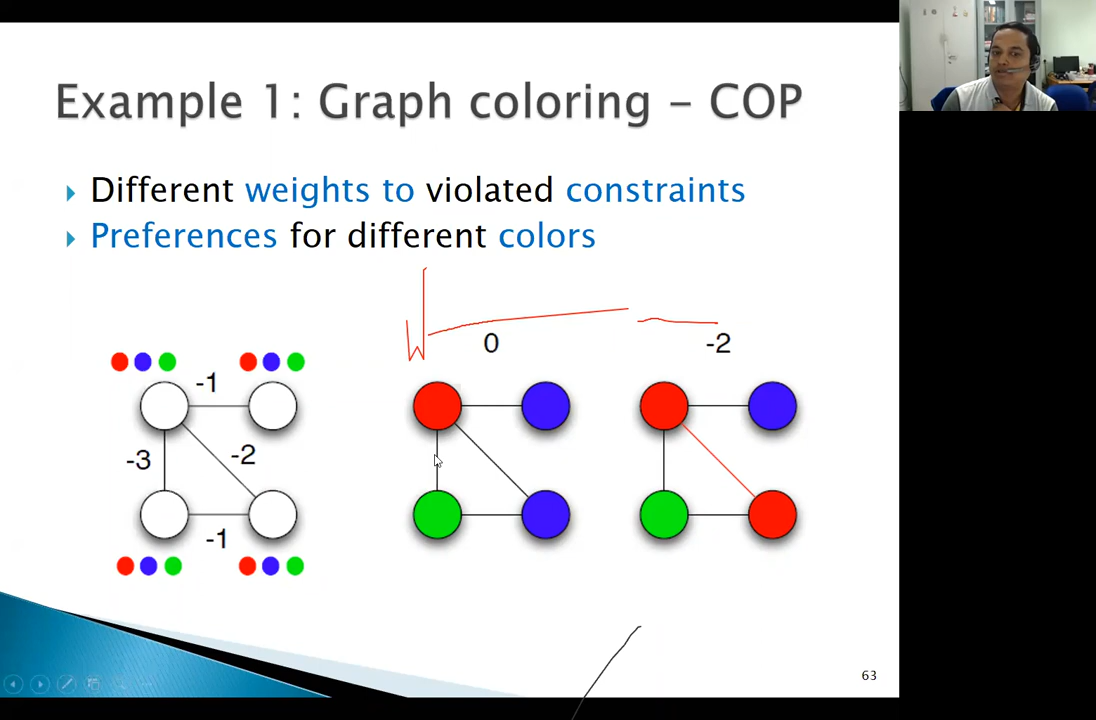 Example 1: Graph coloring - COP
Different weights to violated constraints
Preferences for different colors
0
-2
-1
-3
-2
-1
63